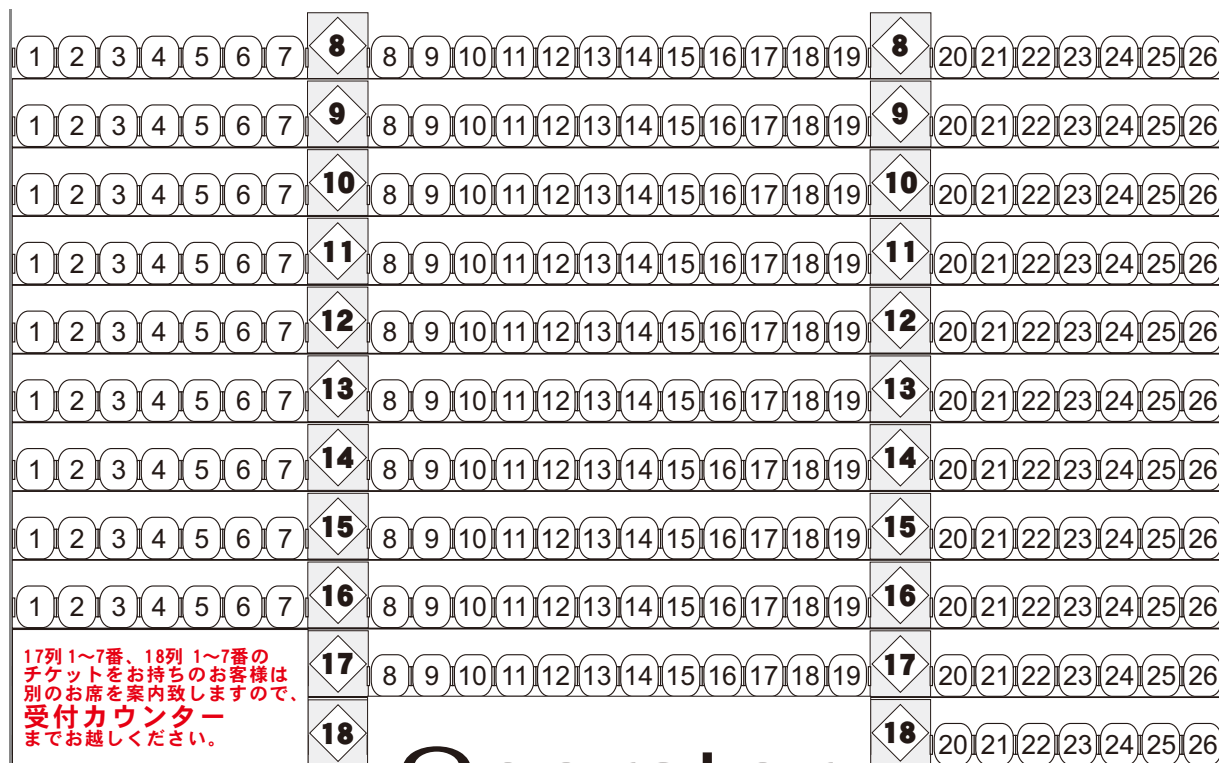 1 2 3 4 5 6 7 8 8 9 10 11 12 13 14 15 16 17 18 19 8 20 21 22 23 24 25 26
1 2 3 4 5 6 7 9 8 9 10 11 12 13 14 15 16 17 18 19 9 20 21 22 23 24 25 26
1 2 3 4 5 6 7 10 8 9 10 11 12 13 14 15 16 17 18 19 10 20 21 22 23 24 25 26
1 2 3 4 5 6 7 11 8 9 10 11 12 13 14 15 16 17 18 19 11 20 21 22 23 24 25 26
1 2 3 4 5 6 7 12 8 9 10 11 12 13 14 15 16 17 18 19 12 20 21 22 23 24 25 26
1 2 3 4 5 6 7 13 8 9 10 11 12 13 14 15 16 17 18 19 13 20 21 22 23 24 25 26
1 2 3 4 5 6 7 14 8 9 10 11 12 13 14 15 16 17 18 19 14 20 21 22 23 24 25 26
1 2 3 4 5 6 7 15 8 9 10 11 12 13 14 15 16 17 18 19 15 20 21 22 23 24 25 26
1 2 3 4 5 6 7 16 8 9 10 11 12 13 14 15 16 17 18 19 16 20 21 22 23 24 25 26
17 8 9 10 11 12 13 14 15 16 17 18 19 17 20 21 22 23 24 25 26
17列 1～7番、18列 1～7番の
チケットをお持ちのお客様は
別のお席を案内致しますので、
受付カウンター
までお越しください。
18 18 20 21 22 23 24 25 26